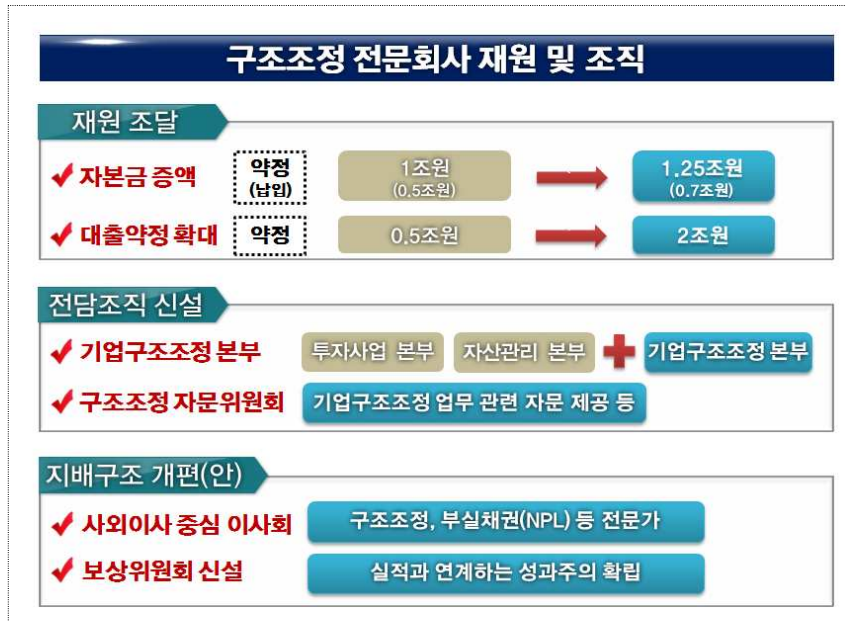 구조조정 전문회사 재원 및 조직
재원 조달
자본금 증액
약정
(납입)
1조원
(0.5조원)
1.25조원
(0.7조원)
대출약정 확대
약정
0.5조원
2조원
전담조직 신설
기업구조조정 본부
투자사업 본부
자산관리 본부
기업구조조정 본부
구조조정 자문위원회
기업구조조정 업무 관련 자문 제공 등
지배구조 개편(안)
사외이사 중심 이사회
구조조정, 부실채권(NPL) 등 전문가
보상위원회 신설
실적과 연계하는 성과주의 확립